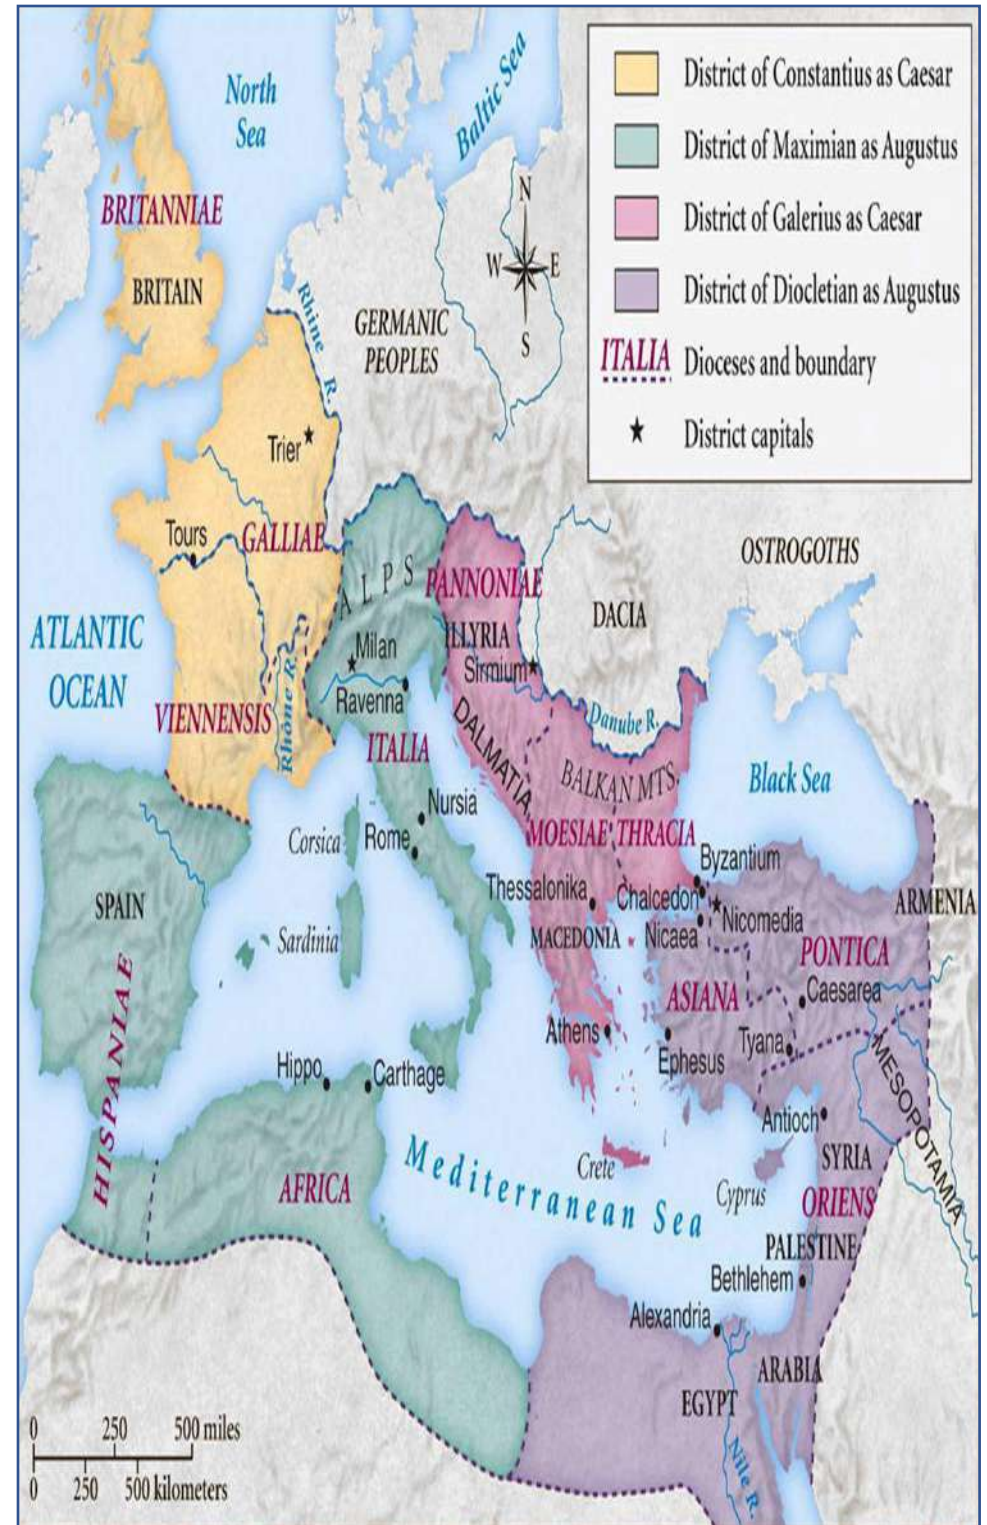 District of Constantius as Caesar
District of Maximian as Augustus
District of Galerius as Caesar
District of Diocletian as Augustus
ITALIA Dioceses and boundary
District capitals
North
Sea
Baltic Sea
BRITANNIAE
BRITAIN
N
W E
S
Rhine R.
GERMANIC
PEOPLES
Trier
Tours
GALLIAE
ALPS
PANNONIAE
OSTROGOTHS
DACIA
ATLANTIC
OCEAN
ILLYRIA
Milan
Sirmium
Ravenna
Rhône R.
VIENNENSIS
ITALIA
DALMATIA
Danube R.
BALKAN MTS.
Black Sea
Nursia
Corsica
Rome
MOESIAE
THRACIA
Byzantium
SPAIN
Thessalonika
Chalcedon
ARMENIA
Sardinia
MACEDONIA
Nicaea
Nicomedia
PONTICA
HISPANIAE
ASIANA
Caesarea
Athens
Ephesus
Tyana
Hippo
Carthage
MESOPOTAMIA
Antioch
Mediterranean Sea
AFRICA
Crete
Cyprus
SYRIA
ORIENS
PALESTINE
Bethlehem
Alexandria
ARABIA
EGYPT
Nile R.
0 250 500 miles
0 250 500 kilometers